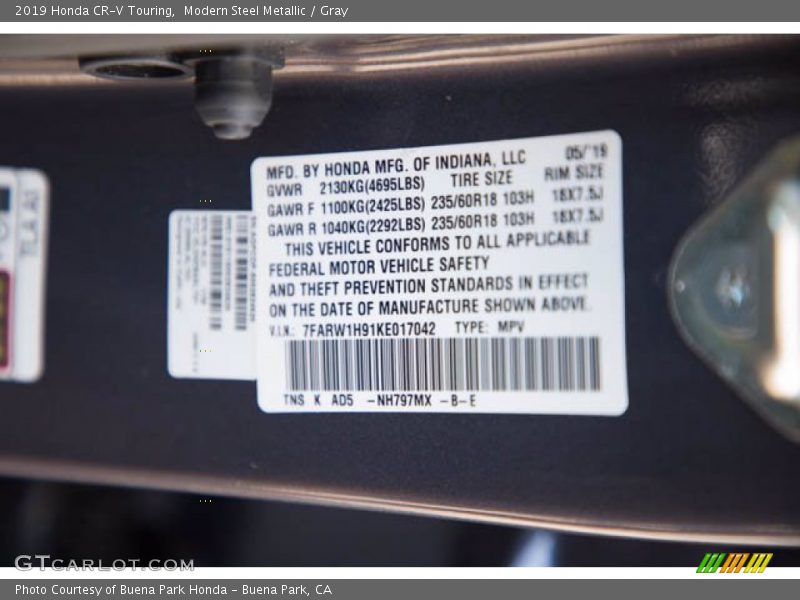 2019 Honda CR-V Touring,  Modern Steel Metallic / Gray
MFD. BY HONDA MFG. OF INDIANA, LLC 05/'19
GVWR 2130KG(4695LBS) TIRE SIZE RIM SIZE
GAWR F 1100KG(2425LBS) 235/60R18 103H 18X7.5J
GAWR R 1040KG(2292LBS) 235/60R18 103H 18X7.5J
THIS VEHICLE CONFORMS TO ALL APPLICABLE
FEDERAL MOTOR VEHICLE SAFETY
AND THEFT PREVENTION STANDARDS IN EFFECT
ON THE DATE OF MANUFACTURE SHOWN ABOVE.
V.I.N.: 7FARW1H91KE017042 TYPE: MPV
TNS K AD5 -NH797MX -B-E
GTCARLOT.COM
Photo Courtesy of Buena Park Honda - Buena Park, CA